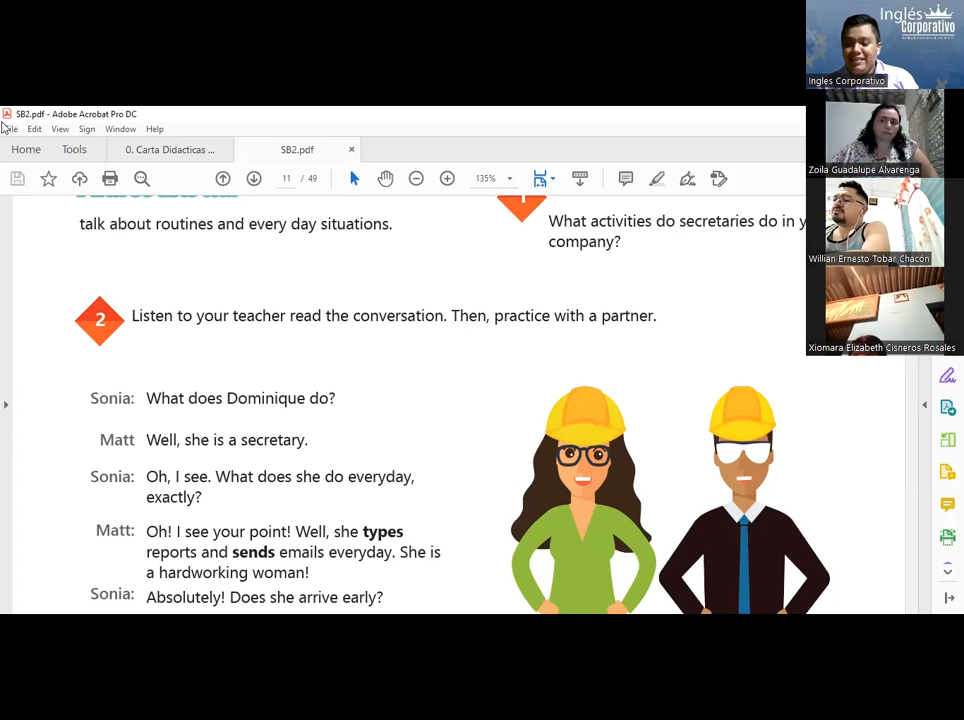 Inglés
Corporativo
Ingles Corporativo
SB2.pdf - Adobe Acrobat Pro DC
File Edit View Sign Window Help
Home Tools 0. Carta Didacticas ... SB2.pdf ×
11 / 49 135%
talk about routines and every day situations.
1
What activities do secretaries do in y
company?
Zoila Guadalupe Alvarenga
Willian Ernesto Tobar Chacón
Xiomara Elizabeth Cisneros Rosales
2 Listen to your teacher read the conversation. Then, practice with a partner.
Sonia: What does Dominique do?
Matt Well, she is a secretary.
Sonia: Oh, I see. What does she do everyday,
exactly?
Matt: Oh! I see your point! Well, she types
reports and sends emails everyday. She is
a hardworking woman!
Sonia: Absolutely! Does she arrive early?